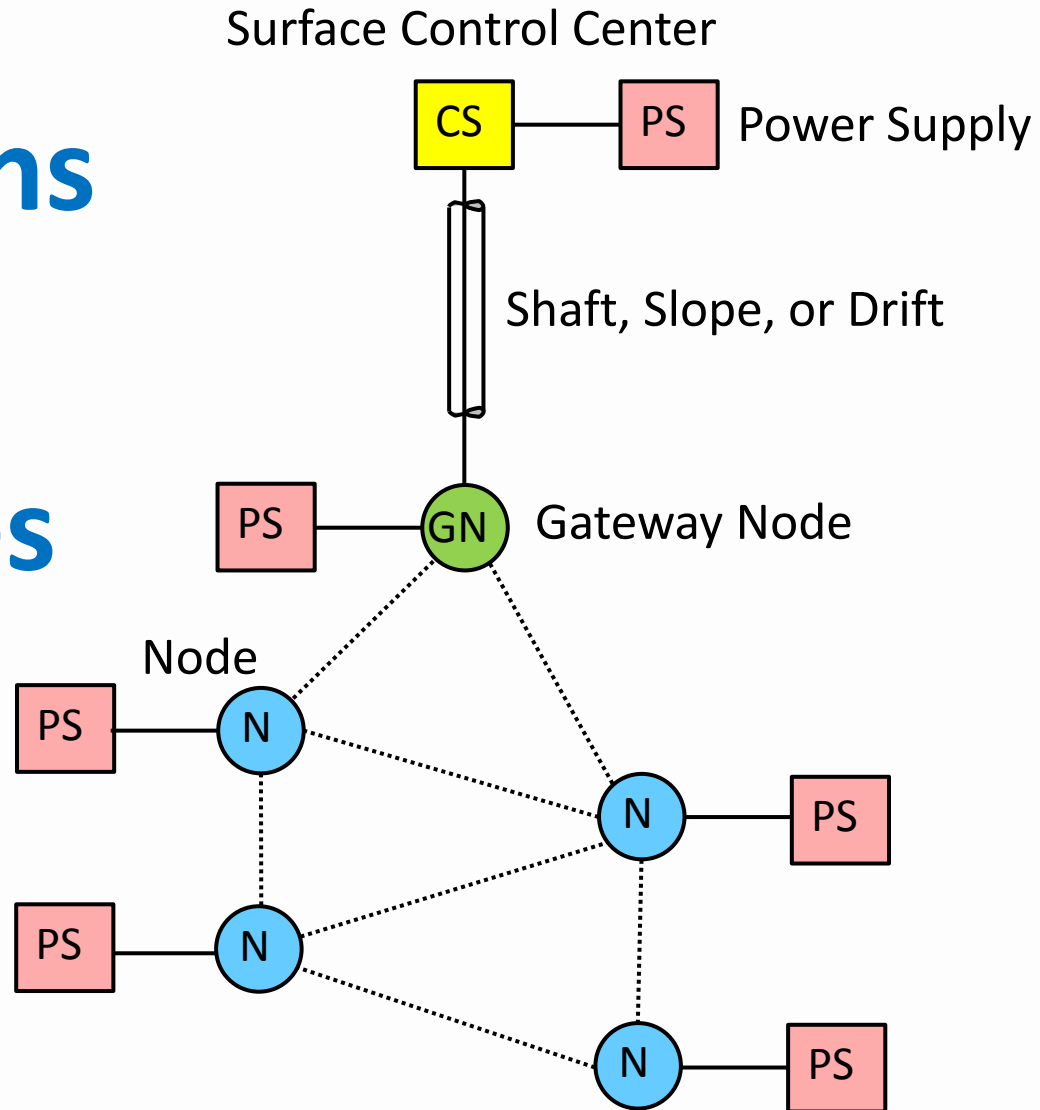 Surface Control Center
CS
PS
Power Supply
ns
Shaft, Slope, or Drift
PS
GN
Gateway Node
s
Node
PS
N
N
PS
PS
N
N
PS